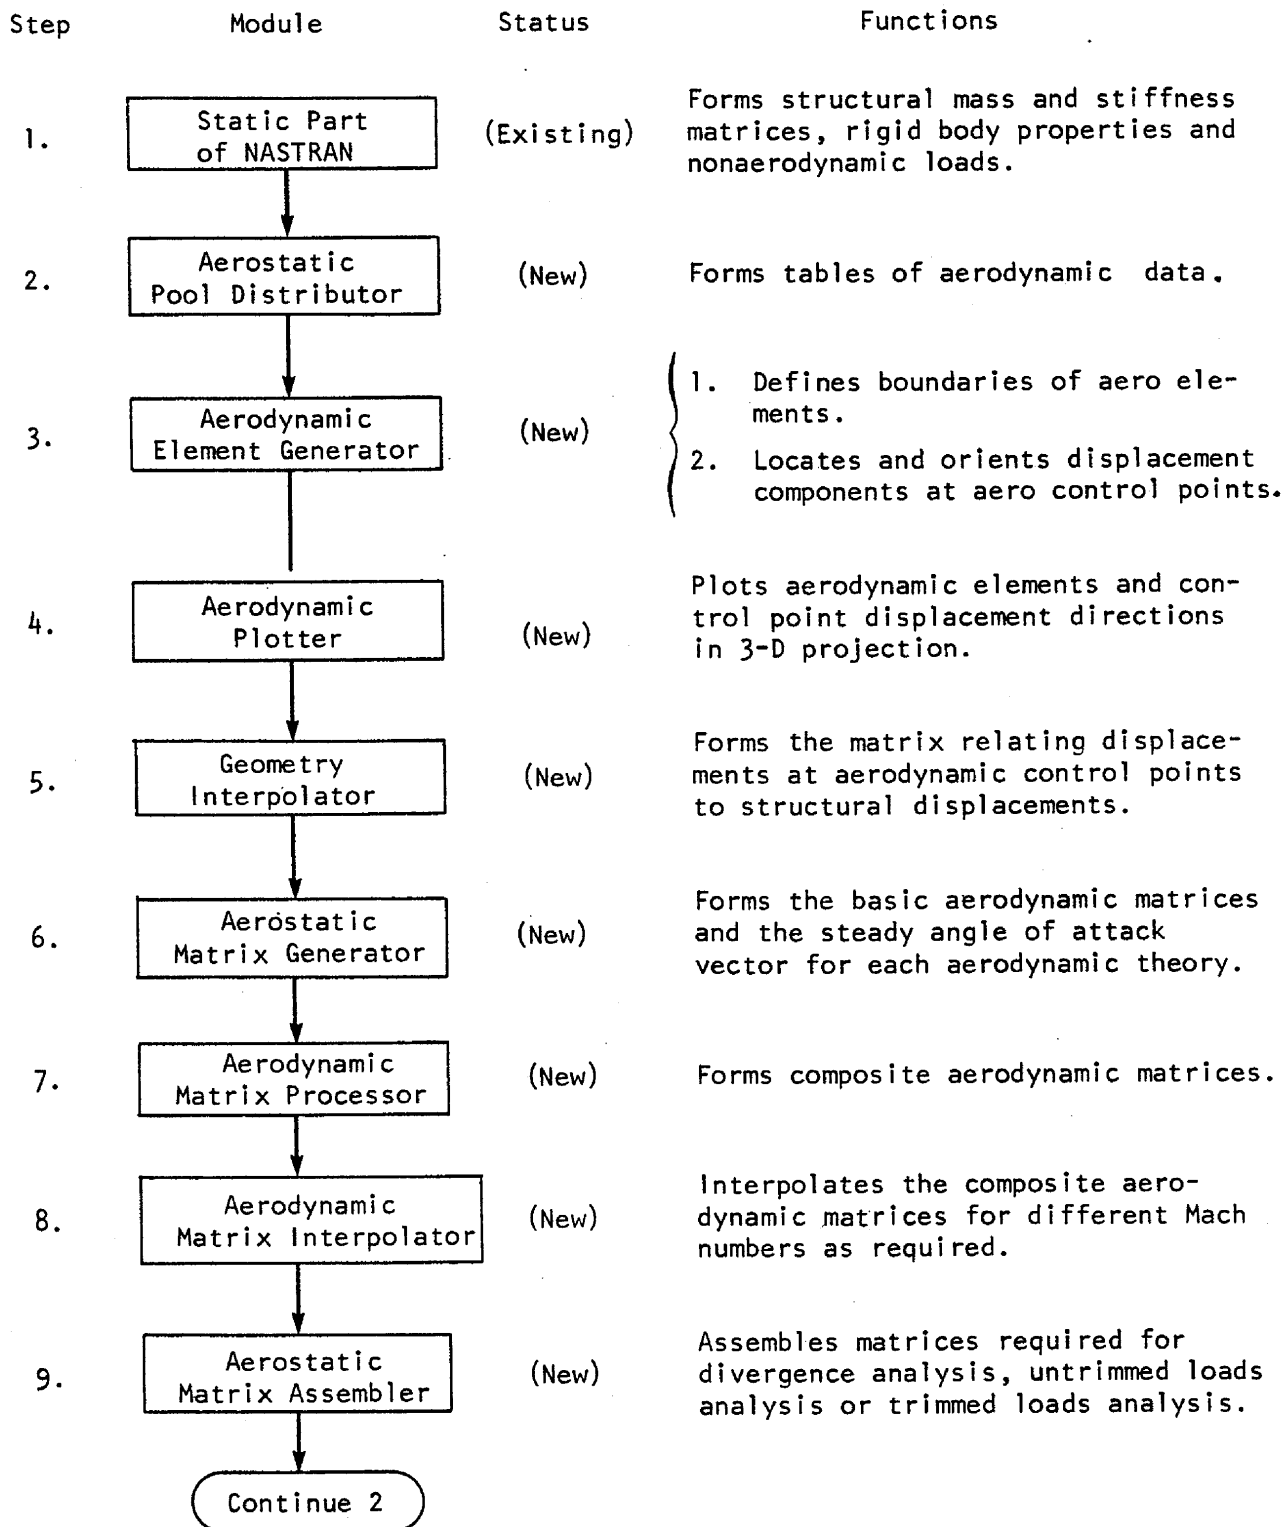 Step Module Status Functions
1. Static Part
of NASTRAN
(Existing)
Forms structural mass and stiffness
matrices, rigid body properties and
nonaerodynamic loads.
2. Aerostatic
Pool Distributor
(New)
Forms tables of aerodynamic data.
3. Aerodynamic
Element Generator
(New)
1. Defines boundaries of aero ele-
ments.
2. Locates and orients displacement
components at aero control points.
4. Aerodynamic
Plotter
(New)
Plots aerodynamic elements and con-
trol point displacement directions
in 3-D projection.
5. Geometry
Interpolator
(New)
Forms the matrix relating displace-
ments at aerodynamic control points
to structural displacements.
6. Aerostatic
Matrix Generator
(New)
Forms the basic aerodynamic matrices
and the steady angle of attack
vector for each aerodynamic theory.
7. Aerodynamic
Matrix Processor
(New)
Forms composite aerodynamic matrices.
8. Aerodynamic
Matrix Interpolator
(New)
Interpolates the composite aero-
dynamic matrices for different Mach
numbers as required.
9. Aerostatic
Matrix Assembler
(New)
Assembles matrices required for
divergence analysis, untrimmed loads
analysis or trimmed loads analysis.
Continue 2